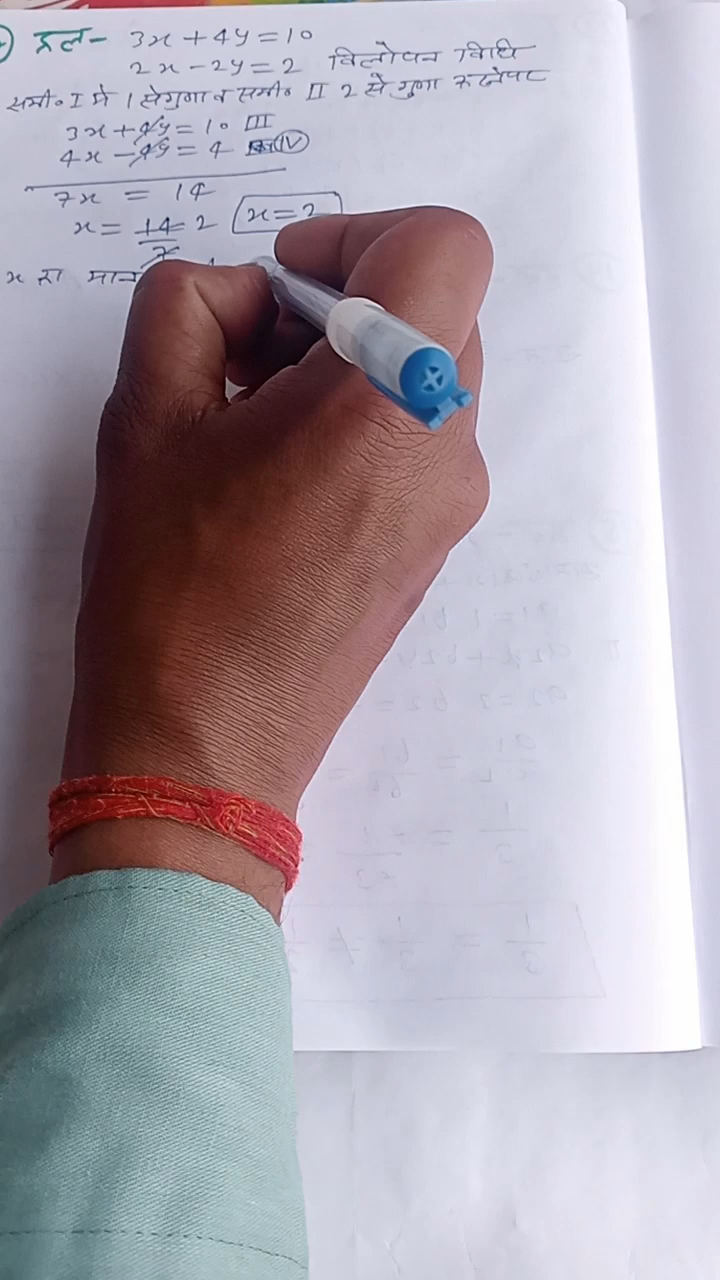 हल- 3x + 4y = 10
2x - 2y = 2 विलोपन विधि
समी० I में 1 से गुणा व समी० II 2 से गुणा करनेपर
3x + 4y = 10 III
4x - 4y = 4 IV
7x = 14
x = 14 2 x = 2
7
x का मान